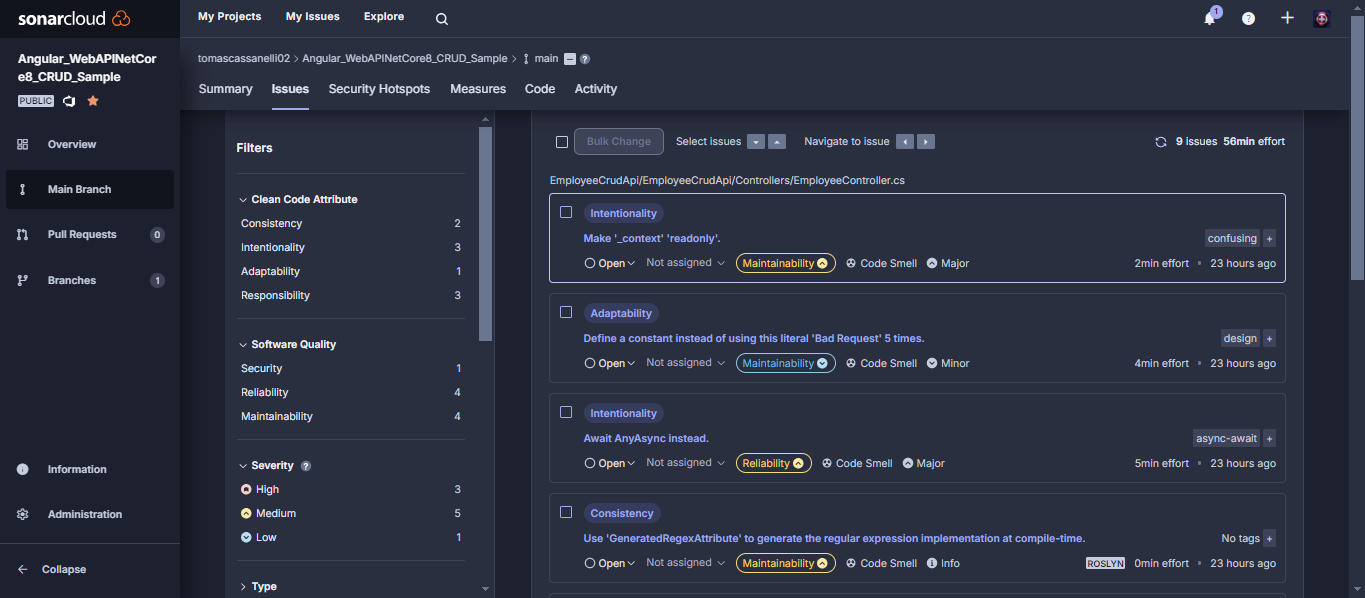 sonarcloud
My Projects My Issues Explore
1
Angular_WebAPINetCor
e8_CRUD_Sample
PUBLIC
Overview
Main Branch
Pull Requests 0
Branches 1
Information
Administration
Collapse
tomascassanelli02 > Angular_WebAPINetCore8_CRUD_Sample > main ?
Summary Issues Security Hotspots Measures Code Activity
Filters
Clean Code Attribute
Consistency 2
Intentionality 3
Adaptability 1
Responsibility 3
Software Quality
Security 1
Reliability 4
Maintainability 4
Severity ?
High 3
Medium 5
Low 1
Type
Bulk Change Select issues Navigate to issue 9 issues 56min effort
EmployeeCrudApi/EmployeeCrudApi/Controllers/EmployeeController.cs
Intentionality
Make '_context' 'readonly'. confusing +
Open Not assigned Maintainability Code Smell Major 2min effort • 23 hours ago
Adaptability
Define a constant instead of using this literal 'Bad Request' 5 times. design +
Open Not assigned Maintainability Code Smell Minor 4min effort • 23 hours ago
Intentionality
Await AnyAsync instead. async-await +
Open Not assigned Reliability Code Smell Major 5min effort • 23 hours ago
Consistency
Use 'GeneratedRegexAttribute' to generate the regular expression implementation at compile-time. No tags +
Open Not assigned Maintainability Code Smell Info ROSLYN 0min effort • 23 hours ago